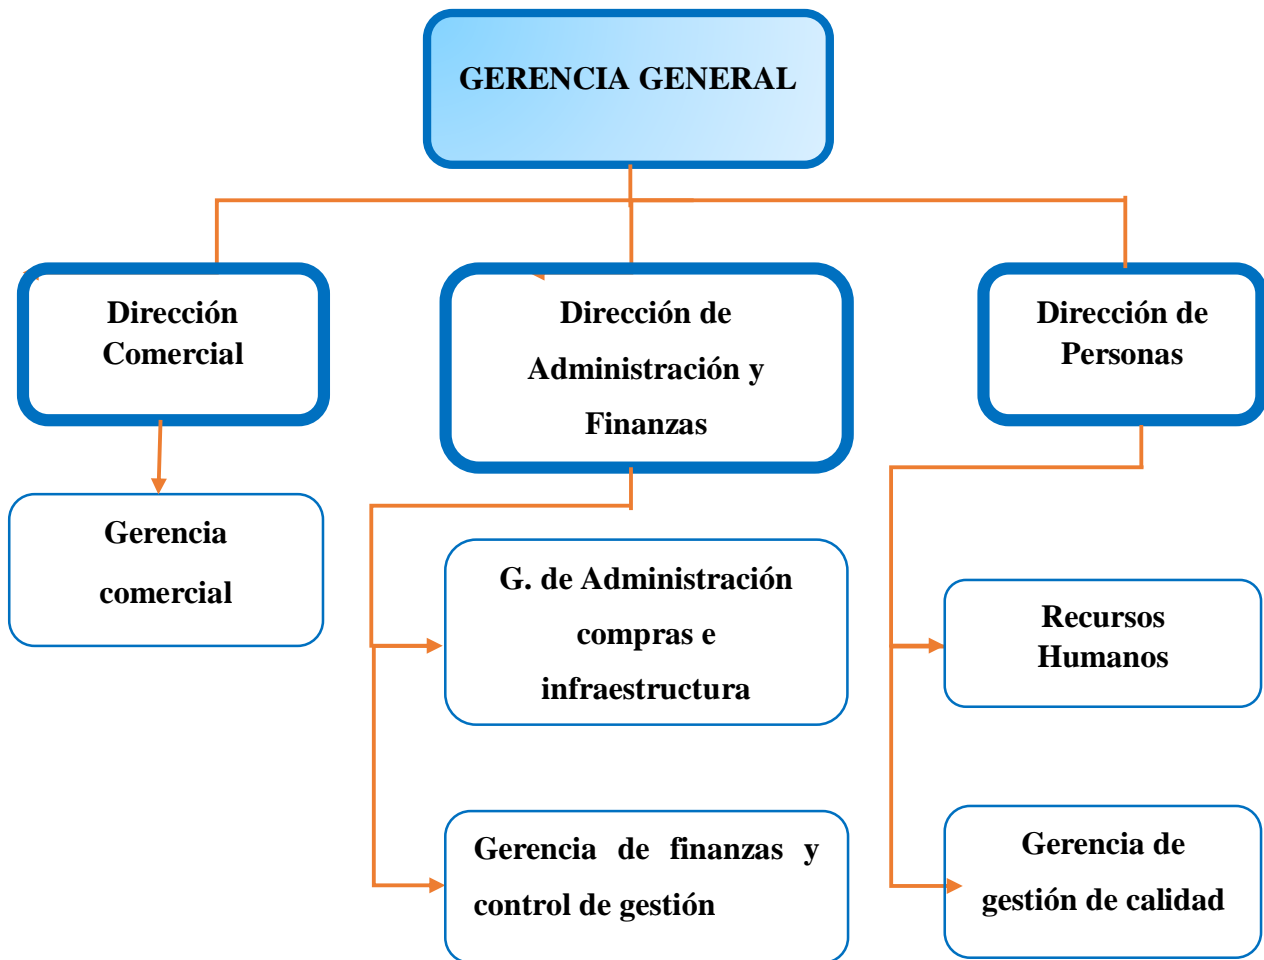 GERENCIA GENERAL
Dirección
Comercial
Dirección de
Administración y
Finanzas
Dirección de
Personas
Gerencia
comercial
G. de Administración
compras e
infraestructura
Recursos
Humanos
Gerencia de finanzas y
control de gestión
Gerencia de
gestión de calidad